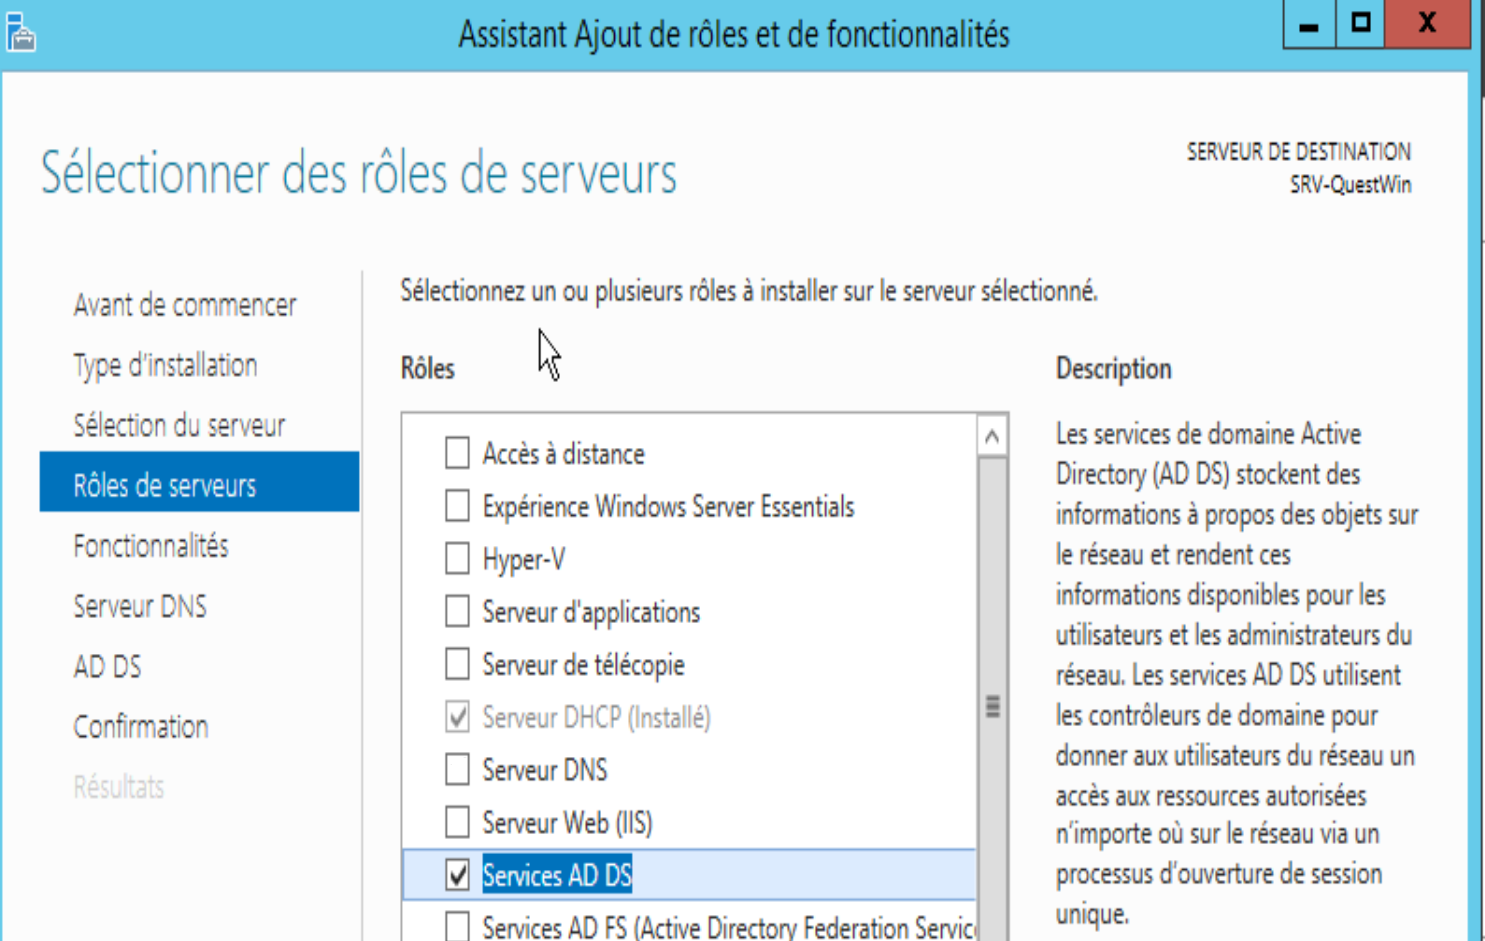 Assistant Ajout de rôles et de fonctionnalités
X
Sélectionner des rôles de serveurs
SERVEUR DE DESTINATION
SRV-QuestWin
Avant de commencer
Type d'installation
Sélection du serveur
Rôles de serveurs
Fonctionnalités
Serveur DNS
AD DS
Confirmation
Résultats
Sélectionnez un ou plusieurs rôles à installer sur le serveur sélectionné.
Rôles
Accès à distance
Expérience Windows Server Essentials
Hyper-V
Serveur d'applications
Serveur de télécopie
Serveur DHCP (Installé)
Serveur DNS
Serveur Web (IIS)
Services AD DS
Services AD FS (Active Directory Federation Servic
Description
Les services de domaine Active
Directory (AD DS) stockent des
informations à propos des objets sur
le réseau et rendent ces
informations disponibles pour les
utilisateurs et les administrateurs du
réseau. Les services AD DS utilisent
les contrôleurs de domaine pour
donner aux utilisateurs du réseau un
accès aux ressources autorisées
n'importe où sur le réseau via un
processus d'ouverture de session
unique.